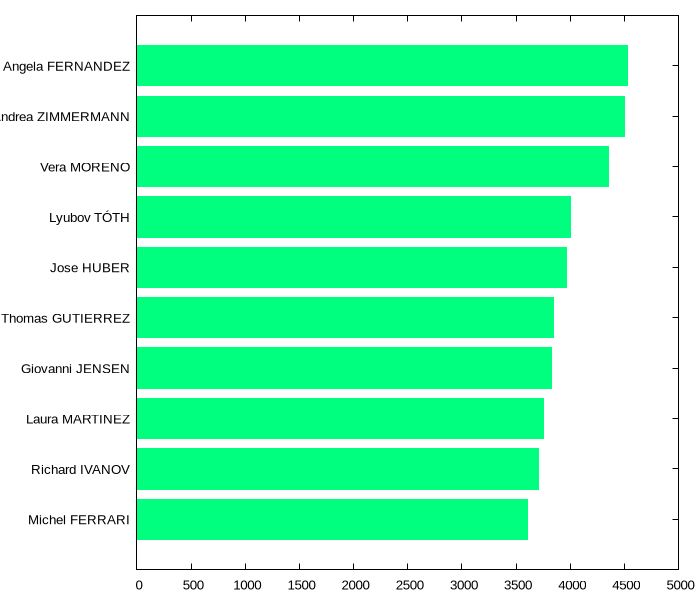 Angela FERNANDEZ
ZIMMERMANN
Vera MORENO
Lyubov TÓTH
Jose HUBER
Thomas GUTIERREZ
Giovanni JENSEN
Laura MARTINEZ
Richard IVANOV
Michel FERRARI
0 500 1000 1500 2000 2500 3000 3500 4000 4500 5000